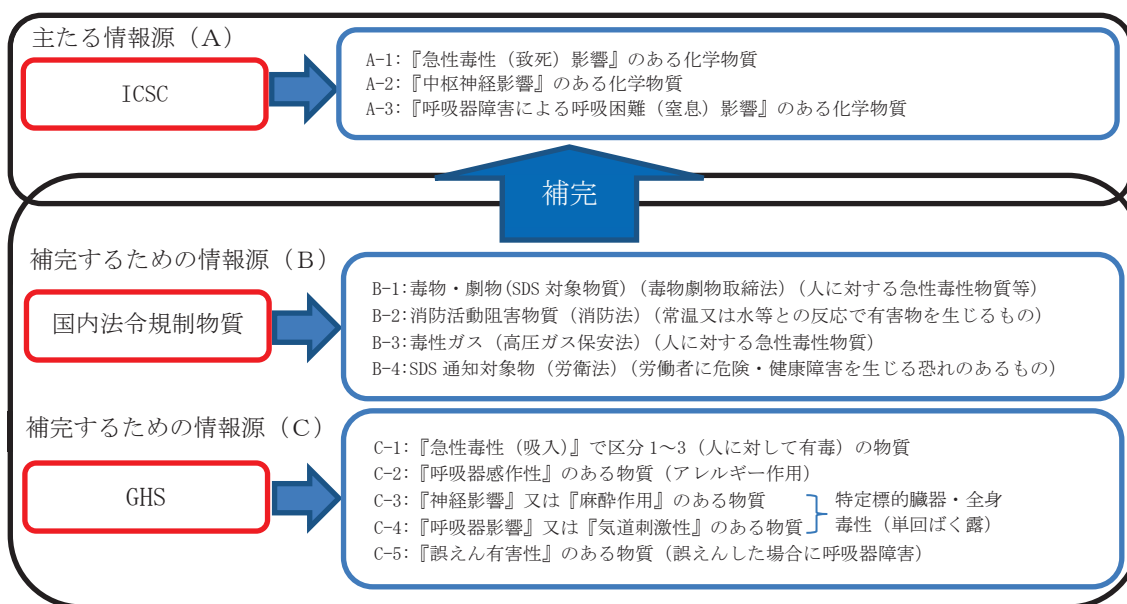 主たる情報源（A）
ICSC
A-1：『急性毒性（致死）影響』のある化学物質
A-2：『中枢神経影響』のある化学物質
A-3：『呼吸器障害による呼吸困難（窒息）影響』のある化学物質
補完
補完するための情報源（B）
国内法令規制物質
B-1：毒物・劇物(SDS 対象物質)（毒物劇物取締法）（人に対する急性毒性物質等）
B-2：消防活動阻害物質（消防法）（常温又は水等との反応で有害物を生じるもの）
B-3：毒性ガス（高圧ガス保安法）（人に対する急性毒性物質）
B-4：SDS 通知対象物（労衛法）（労働者に危険・健康障害を生じる恐れのあるもの）
補完するための情報源（C）
GHS
C-1：『急性毒性（吸入）』で区分 1～3（人に対して有毒）の物質
C-2：『呼吸器感作性』のある物質（アレルギー作用）
C-3：『神経影響』又は『麻酔作用』のある物質
C-4：『呼吸器影響』又は『気道刺激性』のある物質
特定標的臓器・全身
毒性（単回ばく露）
C-5：『誤えん有害性』のある物質（誤えんした場合に呼吸器障害）